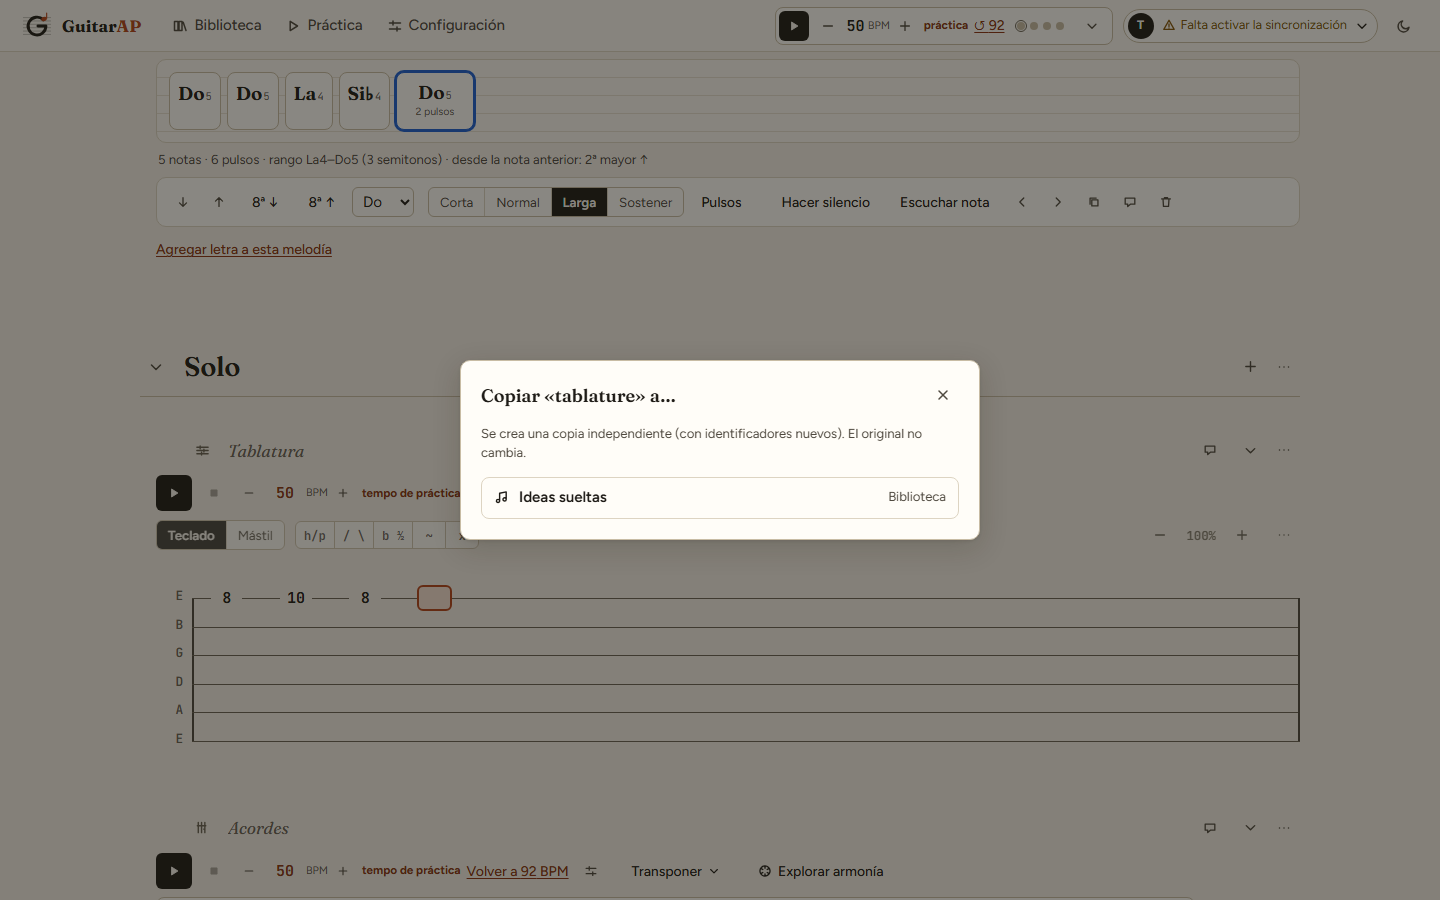 GuitarAP
Biblioteca
Práctica
Configuración
50 BPM
práctica ↺ 92
T
Falta activar la sincronización
Do5
Do5
La4
Si♭4
Do5
2 pulsos
5 notas · 6 pulsos · rango La4–Do5 (3 semitonos) · desde la nota anterior: 2ª mayor ↑
↓ ↑ 8ª ↓ 8ª ↑ Do Corta Normal Larga Sostener Pulsos Hacer silencio Escuchar nota
Agregar letra a esta melodía
Solo
Copiar «tablature» a...
Se crea una copia independiente (con identificadores nuevos). El original no
cambia.
Ideas sueltas
Biblioteca
Tablatura
50 BPM tempo de práctica
Teclado Mástil h/p / \ b ½ ~
100%
E 8 10 8
B
G
D
A
E
Acordes
50 BPM tempo de práctica Volver a 92 BPM Transponer Explorar armonía